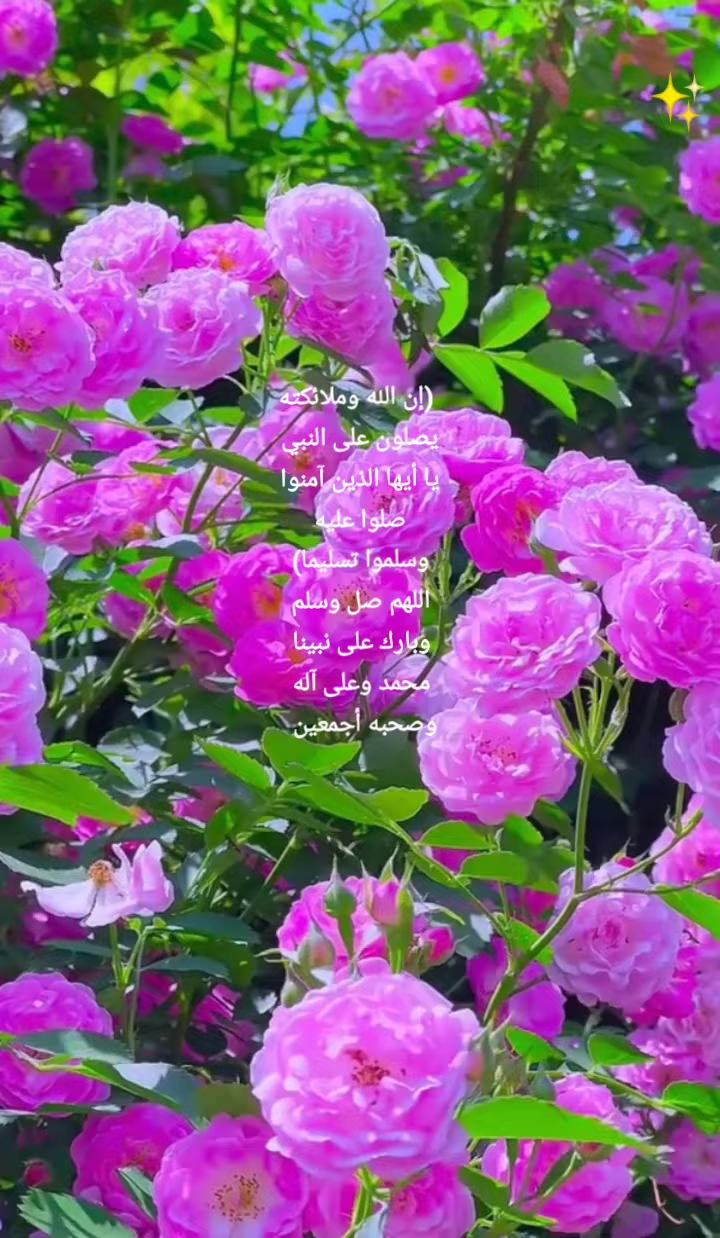 (إن الله وملائكته
يصلون على النبي
يا أيها الذين آمنوا
صلوا عليه
وسلموا تسليما)
اللهم صل وسلم
وبارك على نبينا
محمد وعلى آله
وصحبه أجمعين